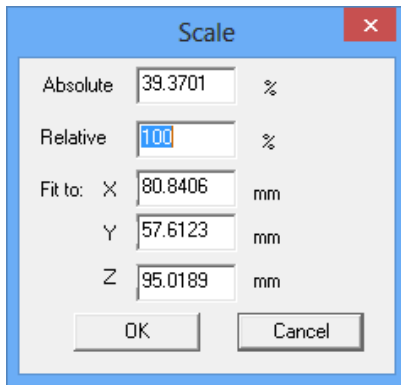 Scale
Absolute 39.3701 %
Relative 100 %
Fit to: X 80.8406 mm
Y 57.6123 mm
Z 95.0189 mm
OK Cancel